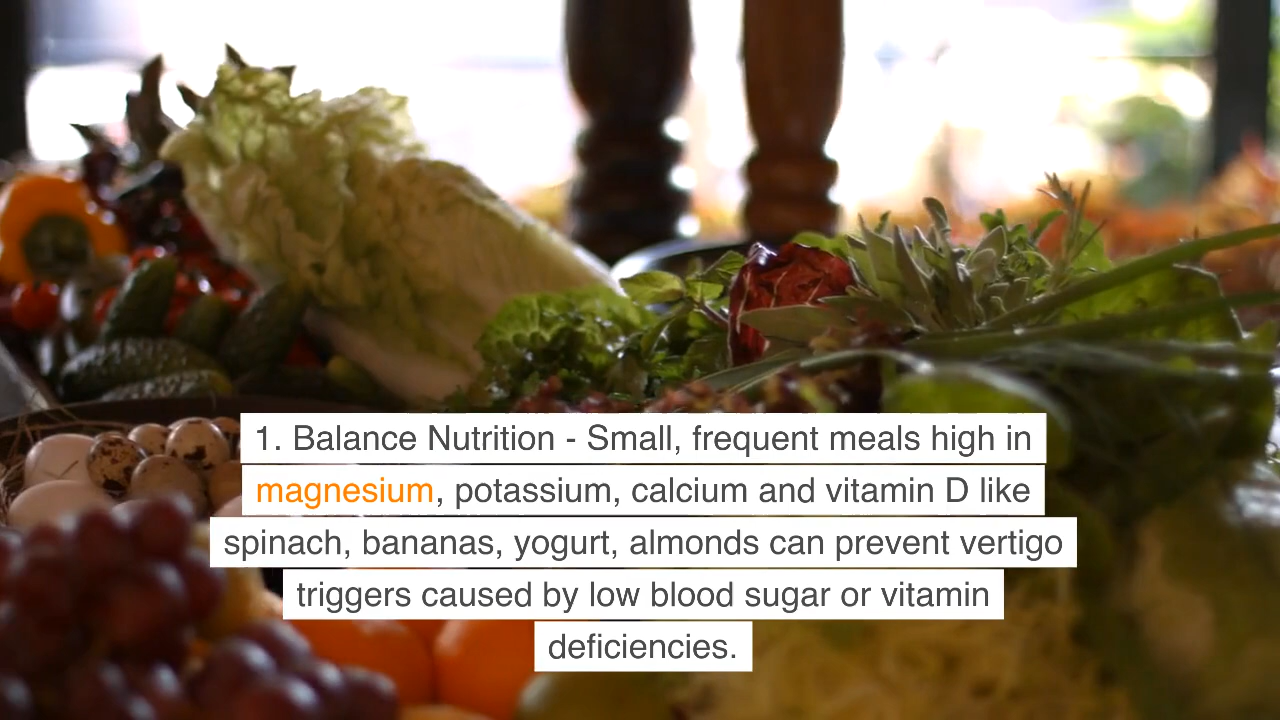 1. Balance Nutrition - Small, frequent meals high in
magnesium, potassium, calcium and vitamin D like
spinach, bananas, yogurt, almonds can prevent vertigo
triggers caused by low blood sugar or vitamin
deficiencies.